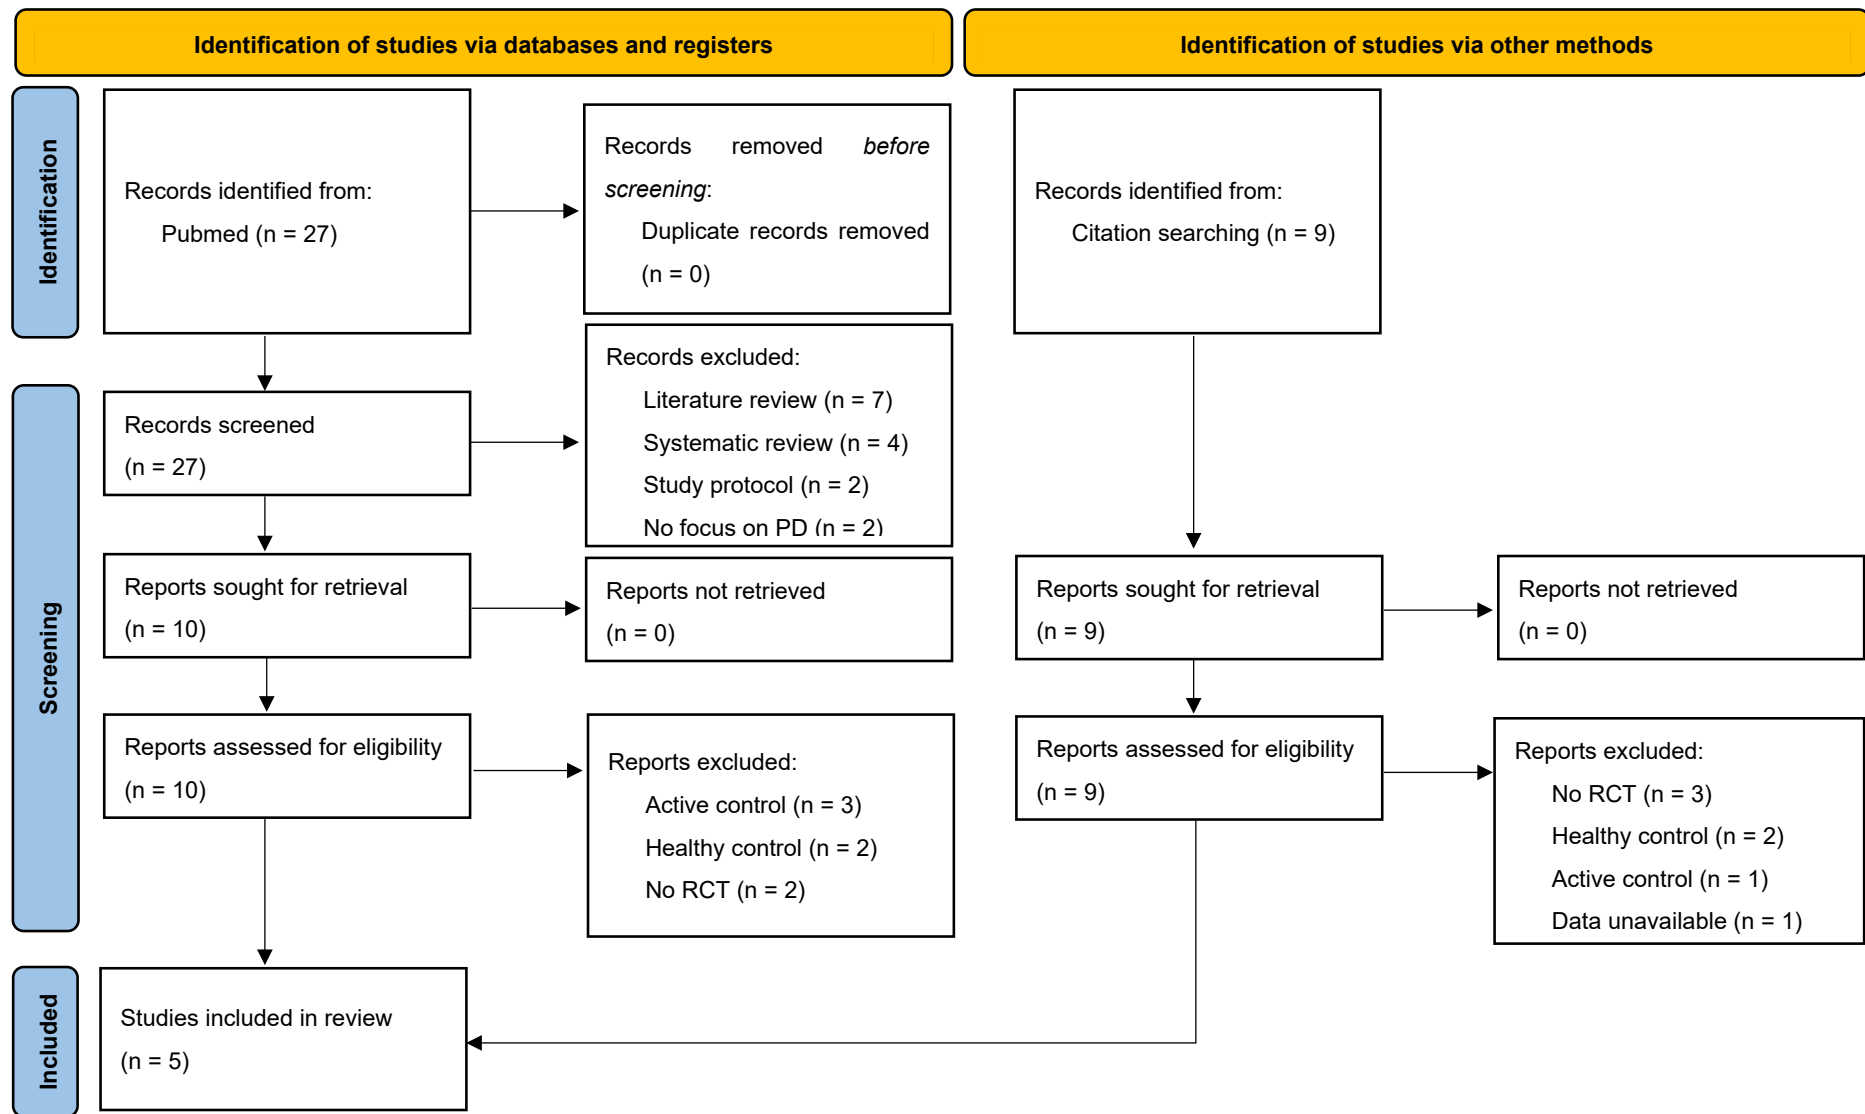 Identification of studies via databases and registers
Identification of studies via other methods
Identification
Records identified from:
Pubmed (n = 27)
Records removed before
screening:
Duplicate records removed
(n = 0)
Records identified from:
Citation searching (n = 9)
Screening
Records screened
(n = 27)
Records excluded:
Literature review (n = 7)
Systematic review (n = 4)
Study protocol (n = 2)
No focus on PD (n = 2)
Reports sought for retrieval
(n = 10)
Reports not retrieved
(n = 0)
Reports sought for retrieval
(n = 9)
Reports not retrieved
(n = 0)
Reports assessed for eligibility
(n = 10)
Reports excluded:
Active control (n = 3)
Healthy control (n = 2)
No RCT (n = 2)
Reports assessed for eligibility
(n = 9)
Reports excluded:
No RCT (n = 3)
Healthy control (n = 2)
Active control (n = 1)
Data unavailable (n = 1)
Included
Studies included in review
(n = 5)